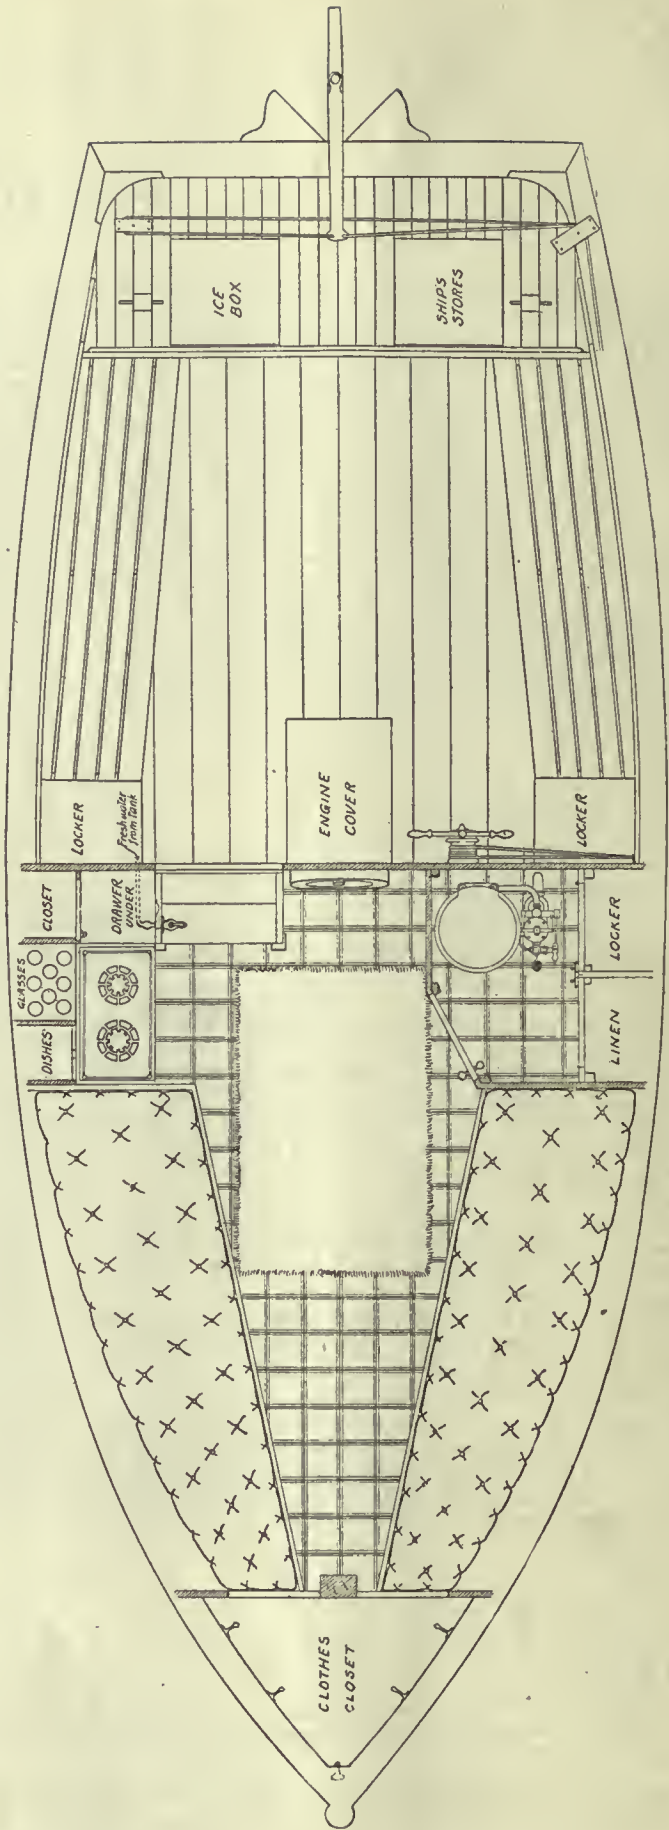 ICE
BOX
SHIP'S
STORES
ENGINE
COVER
LOCKER
Fresh water
from Tank
LOCKER
CLOSET
DRAWER
UNDER
GLASSES
DISHES
LOCKER
LINEN
CLOTHES
CLOSET